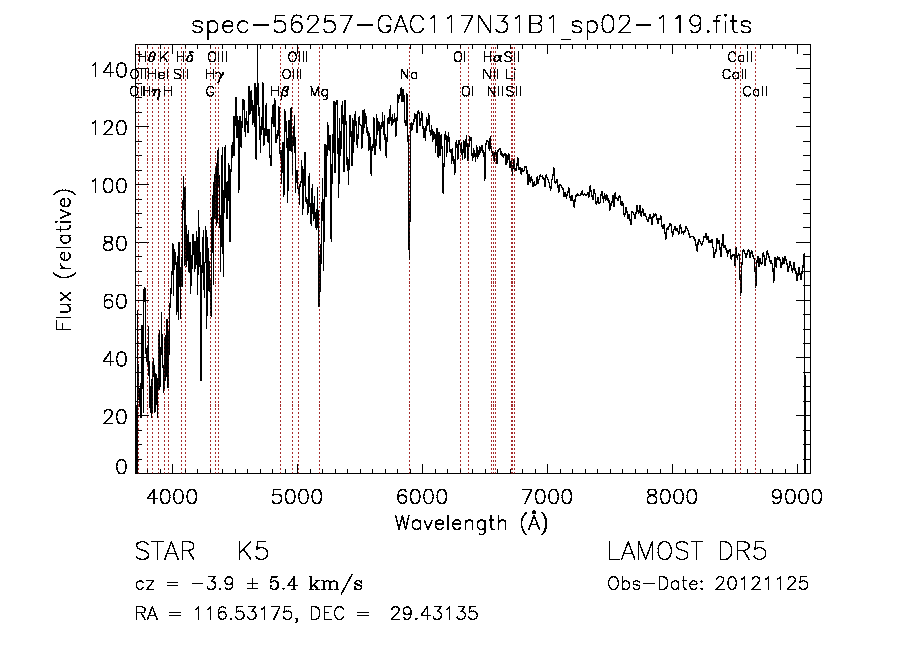 spec-56257-GAC117N31B1_sp02-119.fits
Hθ K Hδ OIII OIII OI Hα SII CaII
HeI SII Hγ OIII Na NII Li CaII
Hη H G Hβ Mg OI NII SII CaII
140
120
100
80
60
40
20
0
Flux (relative)
4000 5000 6000 7000 8000 9000
Wavelength (Å)
STAR K5 LAMOST DR5
cz = -3.9 ± 5.4 km/s Obs-Date: 20121125
RA = 116.53175, DEC = 29.43135